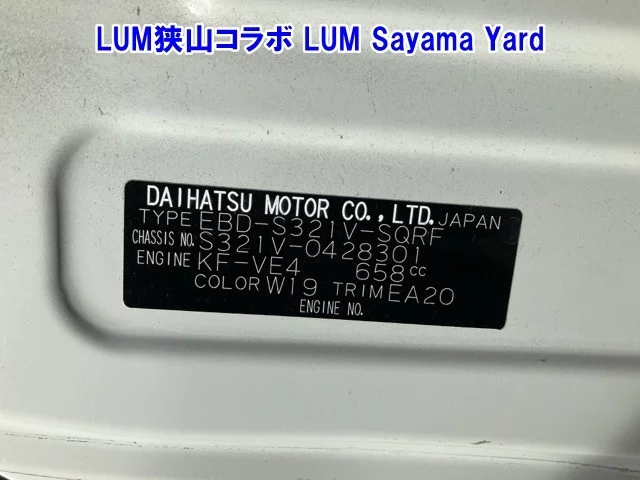 LUM狭山コラボ LUM Sayama Yard
DAIHATSU MOTOR CO.,LTD. JAPAN
TYPE EBD-S321V-SQRF
CHASSIS NO. S321V-0428301
ENGINE KF-VE4 658cc
COLOR W19 TRIM EA20
ENGINE NO.